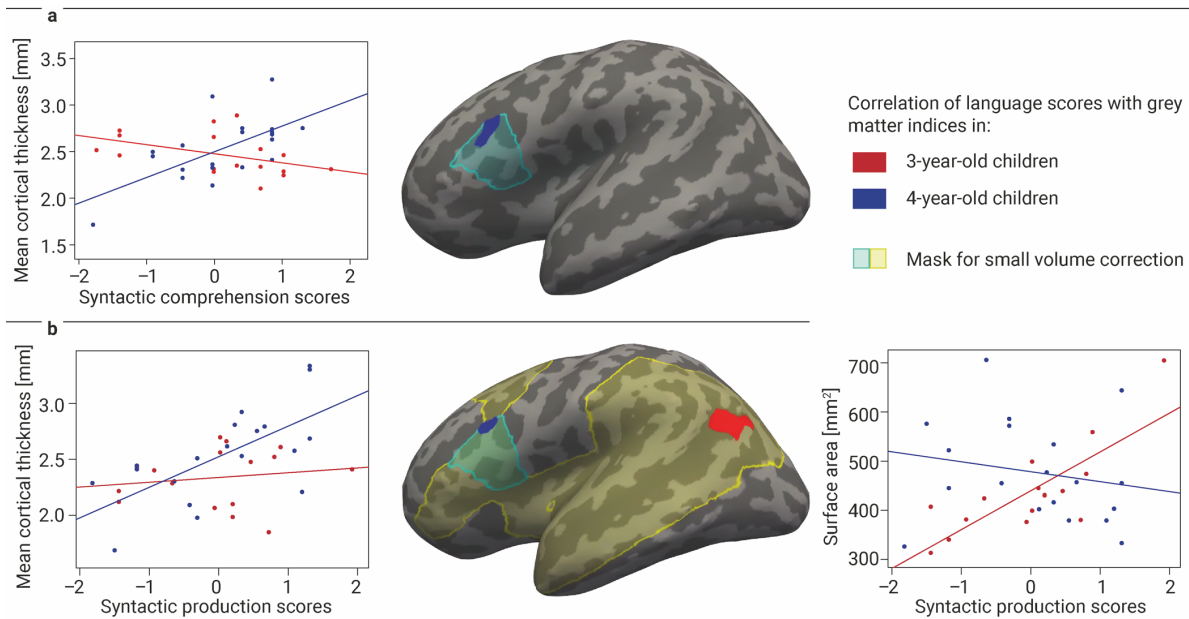 a
Mean cortical thickness [mm]
3.5
3.0
2.5
2.0
1.5
−2 −1 0 1 2
Syntactic comprehension scores
Correlation of language scores with grey
matter indices in:
3-year-old children
4-year-old children
Mask for small volume correction
b
Mean cortical thickness [mm]
3.0
2.5
2.0
−2 −1 0 1 2
Syntactic production scores
Surface area [mm²]
700
600
500
400
300
−2 −1 0 1 2
Syntactic production scores